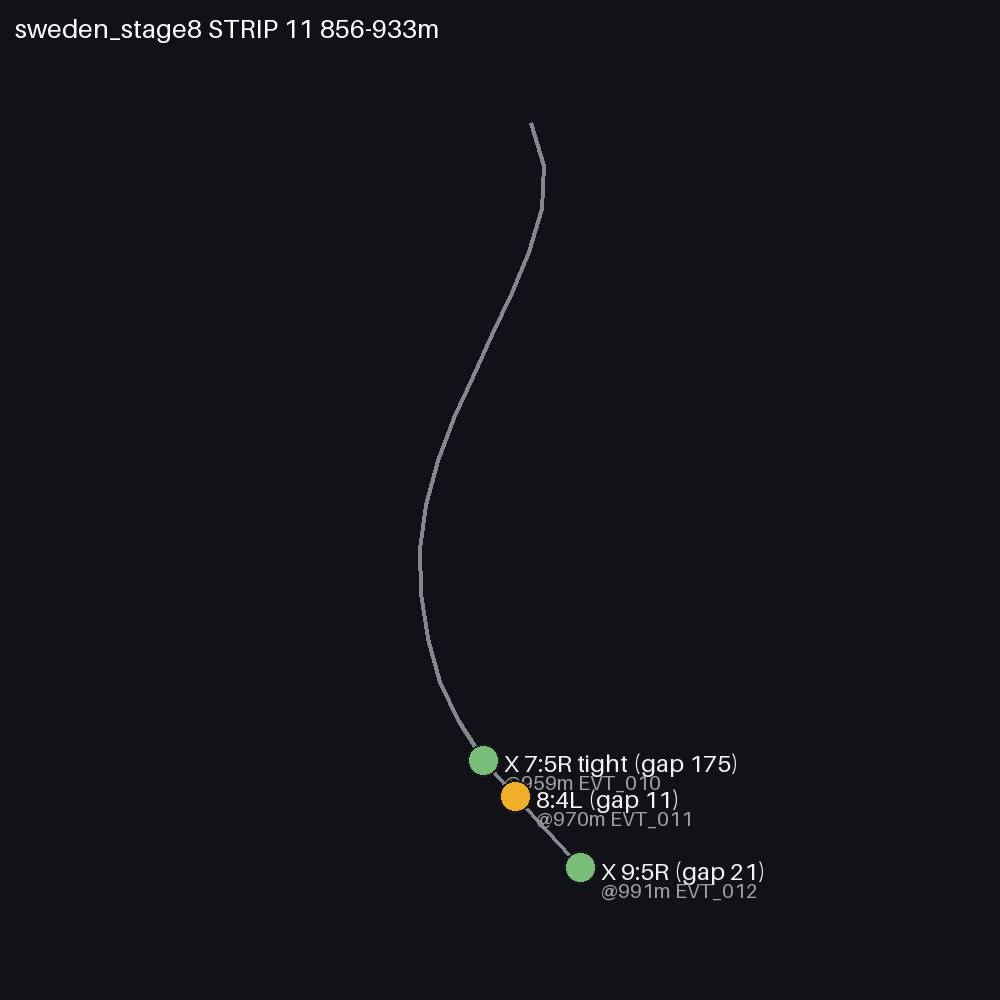 sweden_stage8 STRIP 11 856-933m
X 7:5R tight (gap 175)
@959m EVT_010
8:4L (gap 11)
@970m EVT_011
X 9:5R (gap 21)
@991m EVT_012